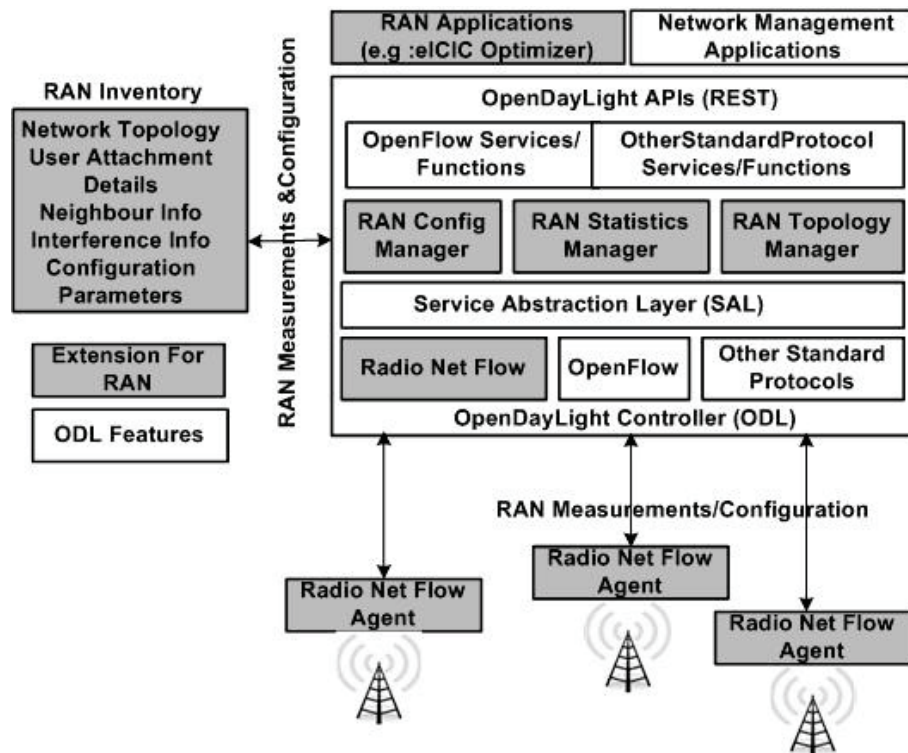 RAN Applications
(e.g :eICIC Optimizer)
Network Management
Applications
RAN Inventory
Network Topology
User Attachment
Details
Neighbour Info
Interference Info
Configuration
Parameters
Extension For
RAN
ODL Features
RAN Measurements &Configuration
OpenDayLight APIs (REST)
OpenFlow Services/
Functions
OtherStandardProtocol
Services/Functions
RAN Config
Manager
RAN Statistics
Manager
RAN Topology
Manager
Service Abstraction Layer (SAL)
Radio Net Flow
OpenFlow
Other Standard
Protocols
OpenDayLight Controller (ODL)
RAN Measurements/Configuration
Radio Net Flow
Agent
Radio Net Flow
Agent
Radio Net Flow
Agent